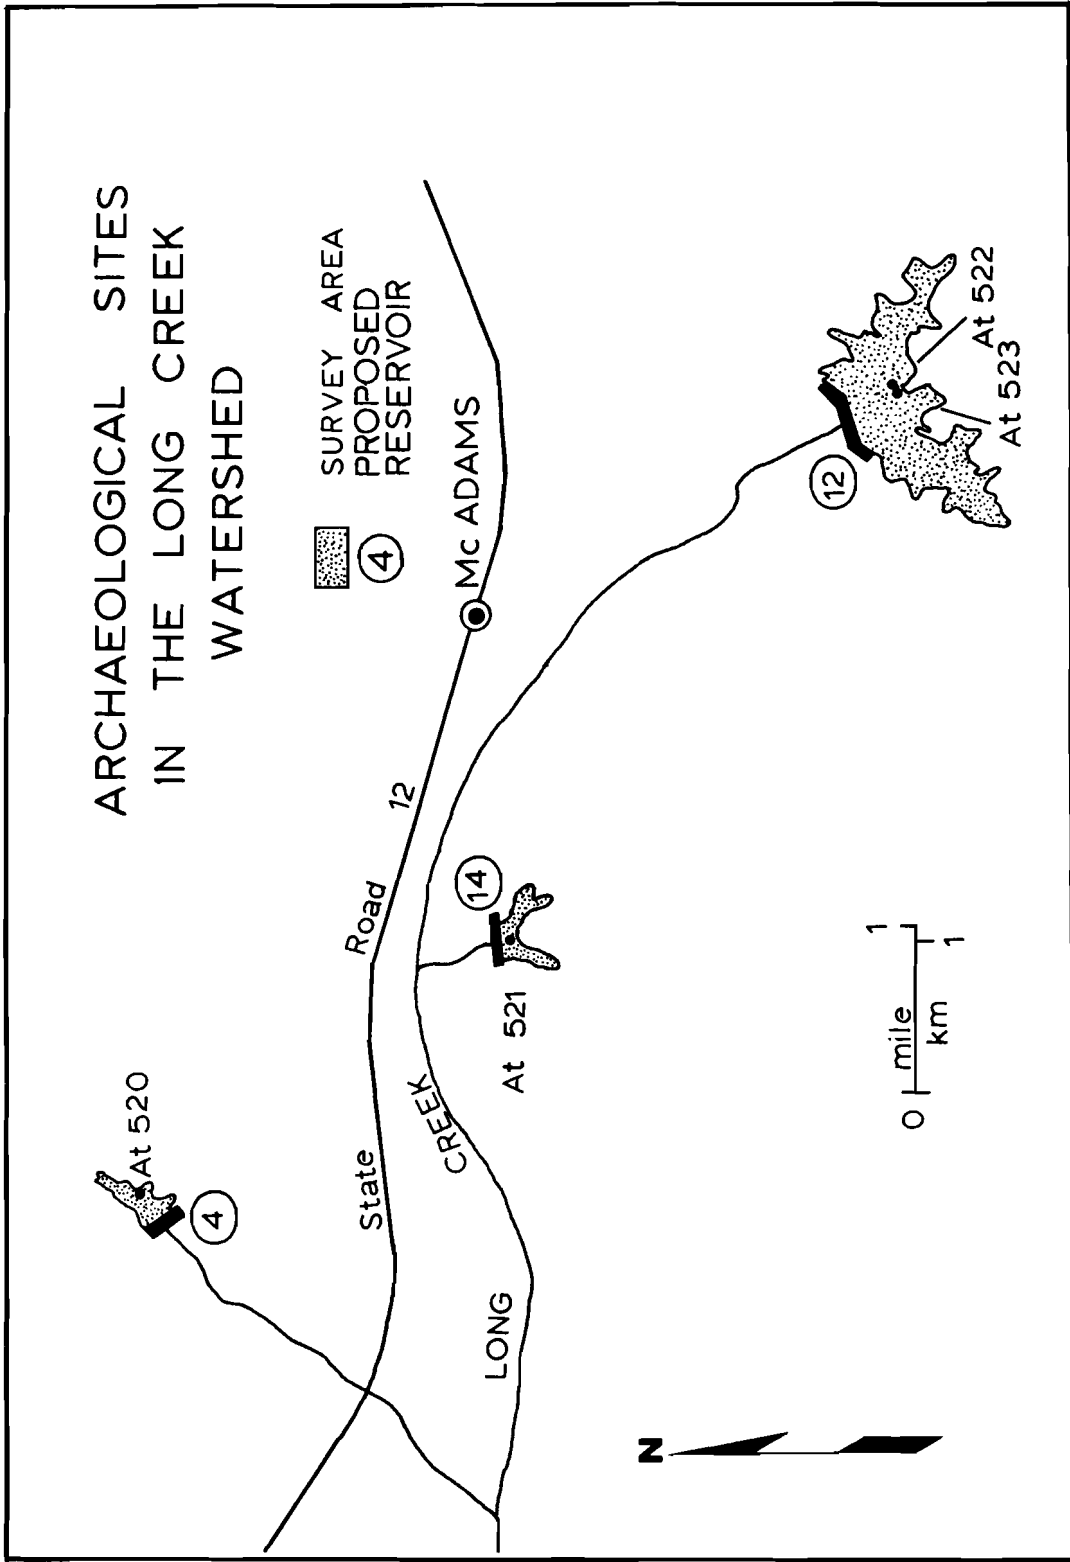 ARCHAEOLOGICAL SITES
IN THE LONG CREEK
WATERSHED
SURVEY AREA
4 PROPOSED
RESERVOIR
At 520
4
State Road 12
Mc ADAMS
LONG CREEK
14
At 521
12
At 522
At 523
N
0 mile 1
km 1